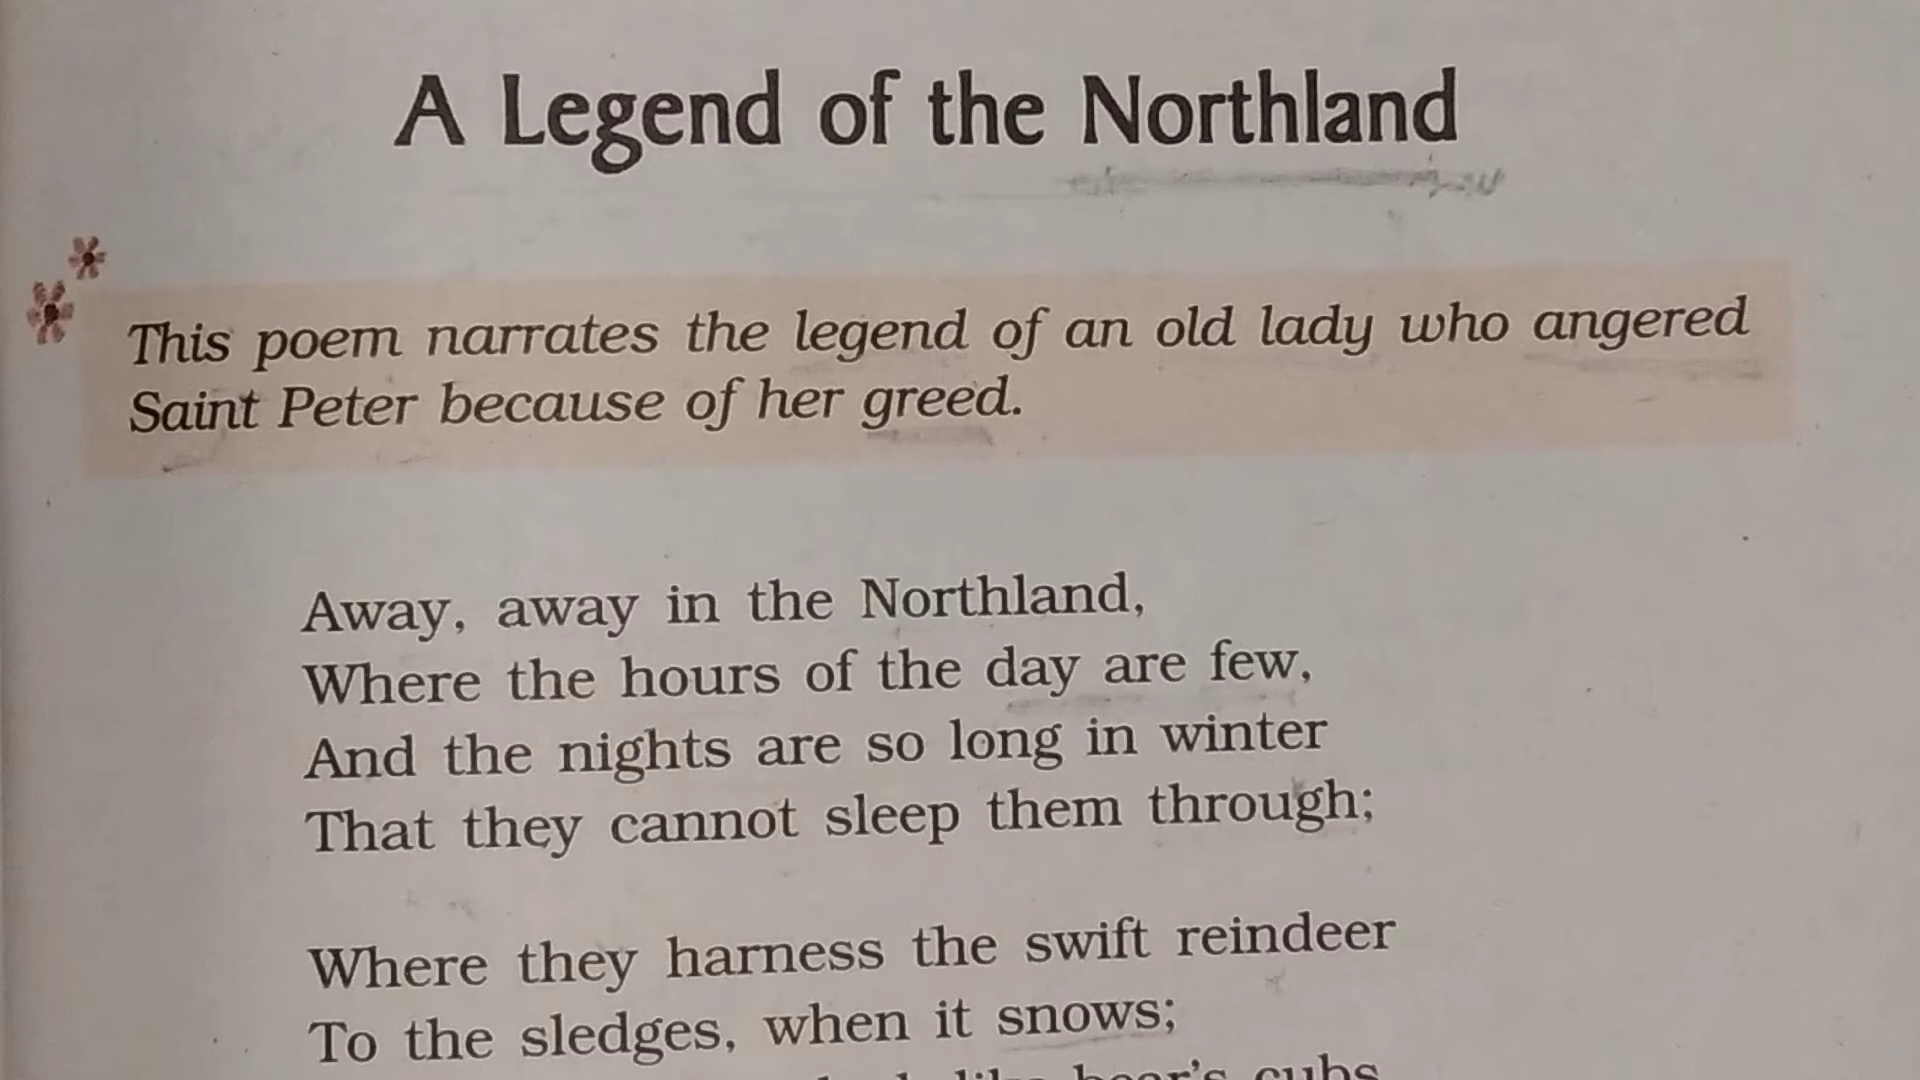 A Legend of the Northland
This poem narrates the legend of an old lady who angered
Saint Peter because of her greed.
Away, away in the Northland,
Where the hours of the day are few,
And the nights are so long in winter
That they cannot sleep them through;
Where they harness the swift reindeer
To the sledges, when it snows;
like bear's cubs